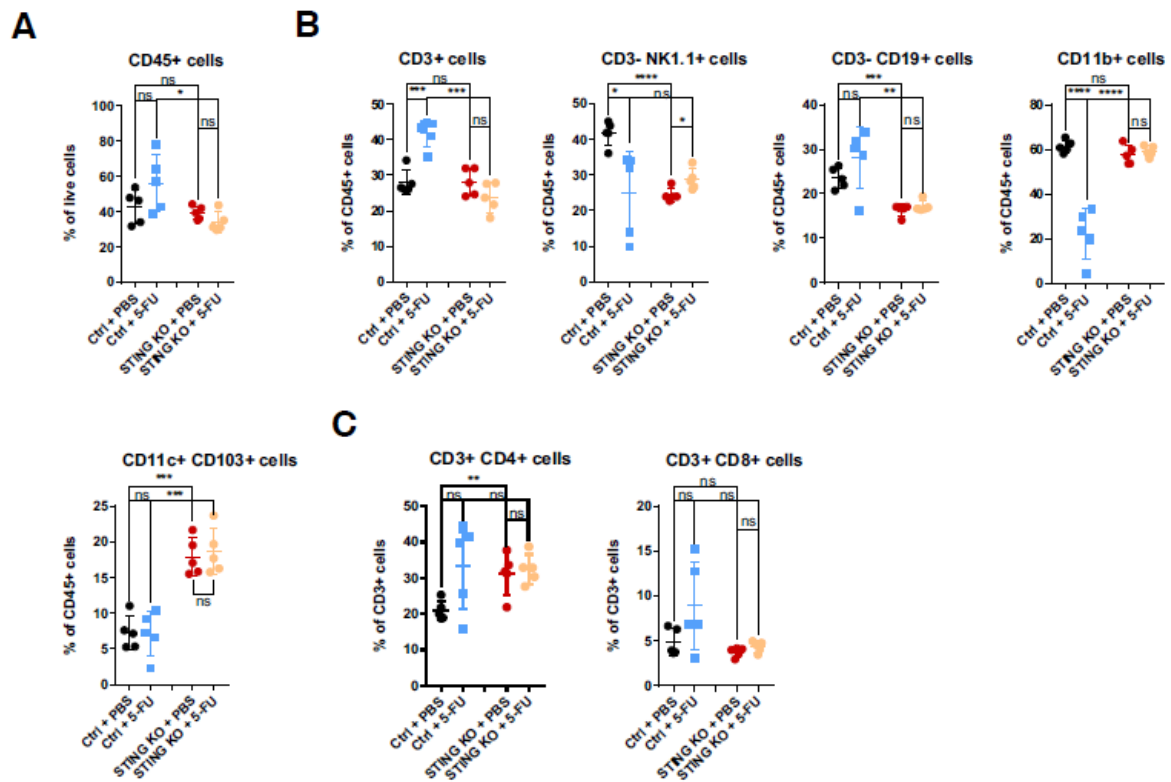 A
B
CD45+ cells
ns
ns
*
ns
100
80
60
40
20
0
% of live cells
Ctrl + PBS
Ctrl + 5-FU
STING KO + PBS
STING KO + 5-FU
CD3+ cells
ns
***
***
ns
50
40
30
20
10
0
% of CD45+ cells
Ctrl + PBS
Ctrl + 5-FU
STING KO + PBS
STING KO + 5-FU
CD3- NK1.1+ cells
****
*
ns
*
50
40
30
20
10
0
% of CD45+ cells
Ctrl + PBS
Ctrl + 5-FU
STING KO + PBS
STING KO + 5-FU
CD3- CD19+ cells
***
ns
**
ns
40
30
20
10
0
% of CD45+ cells
Ctrl + PBS
Ctrl + 5-FU
STING KO + PBS
STING KO + 5-FU
CD11b+ cells
ns
****
****
ns
80
60
40
20
0
% of CD45+ cells
Ctrl + PBS
Ctrl + 5-FU
STING KO + PBS
STING KO + 5-FU
CD11c+ CD103+ cells
***
ns
***
ns
25
20
15
10
5
0
% of CD45+ cells
Ctrl + PBS
Ctrl + 5-FU
STING KO + PBS
STING KO + 5-FU
C
CD3+ CD4+ cells
**
ns
ns
ns
50
40
30
20
10
0
% of CD3+ cells
Ctrl + PBS
Ctrl + 5-FU
STING KO + PBS
STING KO + 5-FU
CD3+ CD8+ cells
ns
ns
ns
ns
20
15
10
5
0
% of CD3+ cells
Ctrl + PBS
Ctrl + 5-FU
STING KO + PBS
STING KO + 5-FU